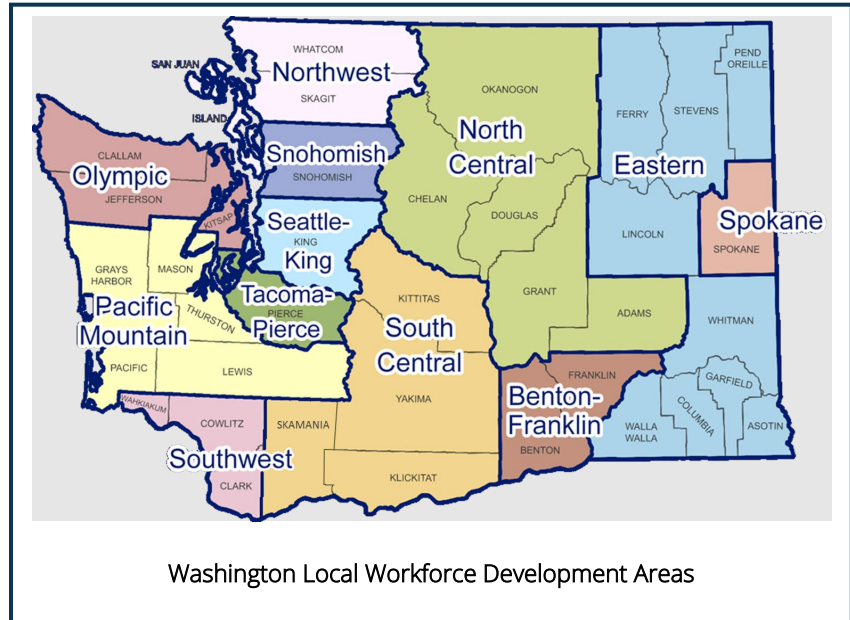 WHATCOM
SAN JUAN
Northwest
SKAGIT
ISLAND
PEND
OREILLE
OKANOGON
FERRY
STEVENS
North
Central
Snohomish
SNOHOMISH
CLALLAM
Olympic
JEFFERSON
KITSAP
Eastern
CHELAN
DOUGLAS
Seattle-
KING
King
LINCOLN
Spokane
SPOKANE
GRAYS
HARBOR
MASON
Pacific
Mountain
THURSTON
Tacoma-
PIERCE
Pierce
KITTITAS
South
Central
GRANT
ADAMS
WHITMAN
PACIFIC
LEWIS
YAKIMA
FRANKLIN
Benton-
Franklin
BENTON
GARFIELD
COLUMBIA
WALLA
WALLA
ASOTIN
WAHKIAKUM
COWLITZ
SKAMANIA
Southwest
CLARK
KLICKITAT
Washington Local Workforce Development Areas